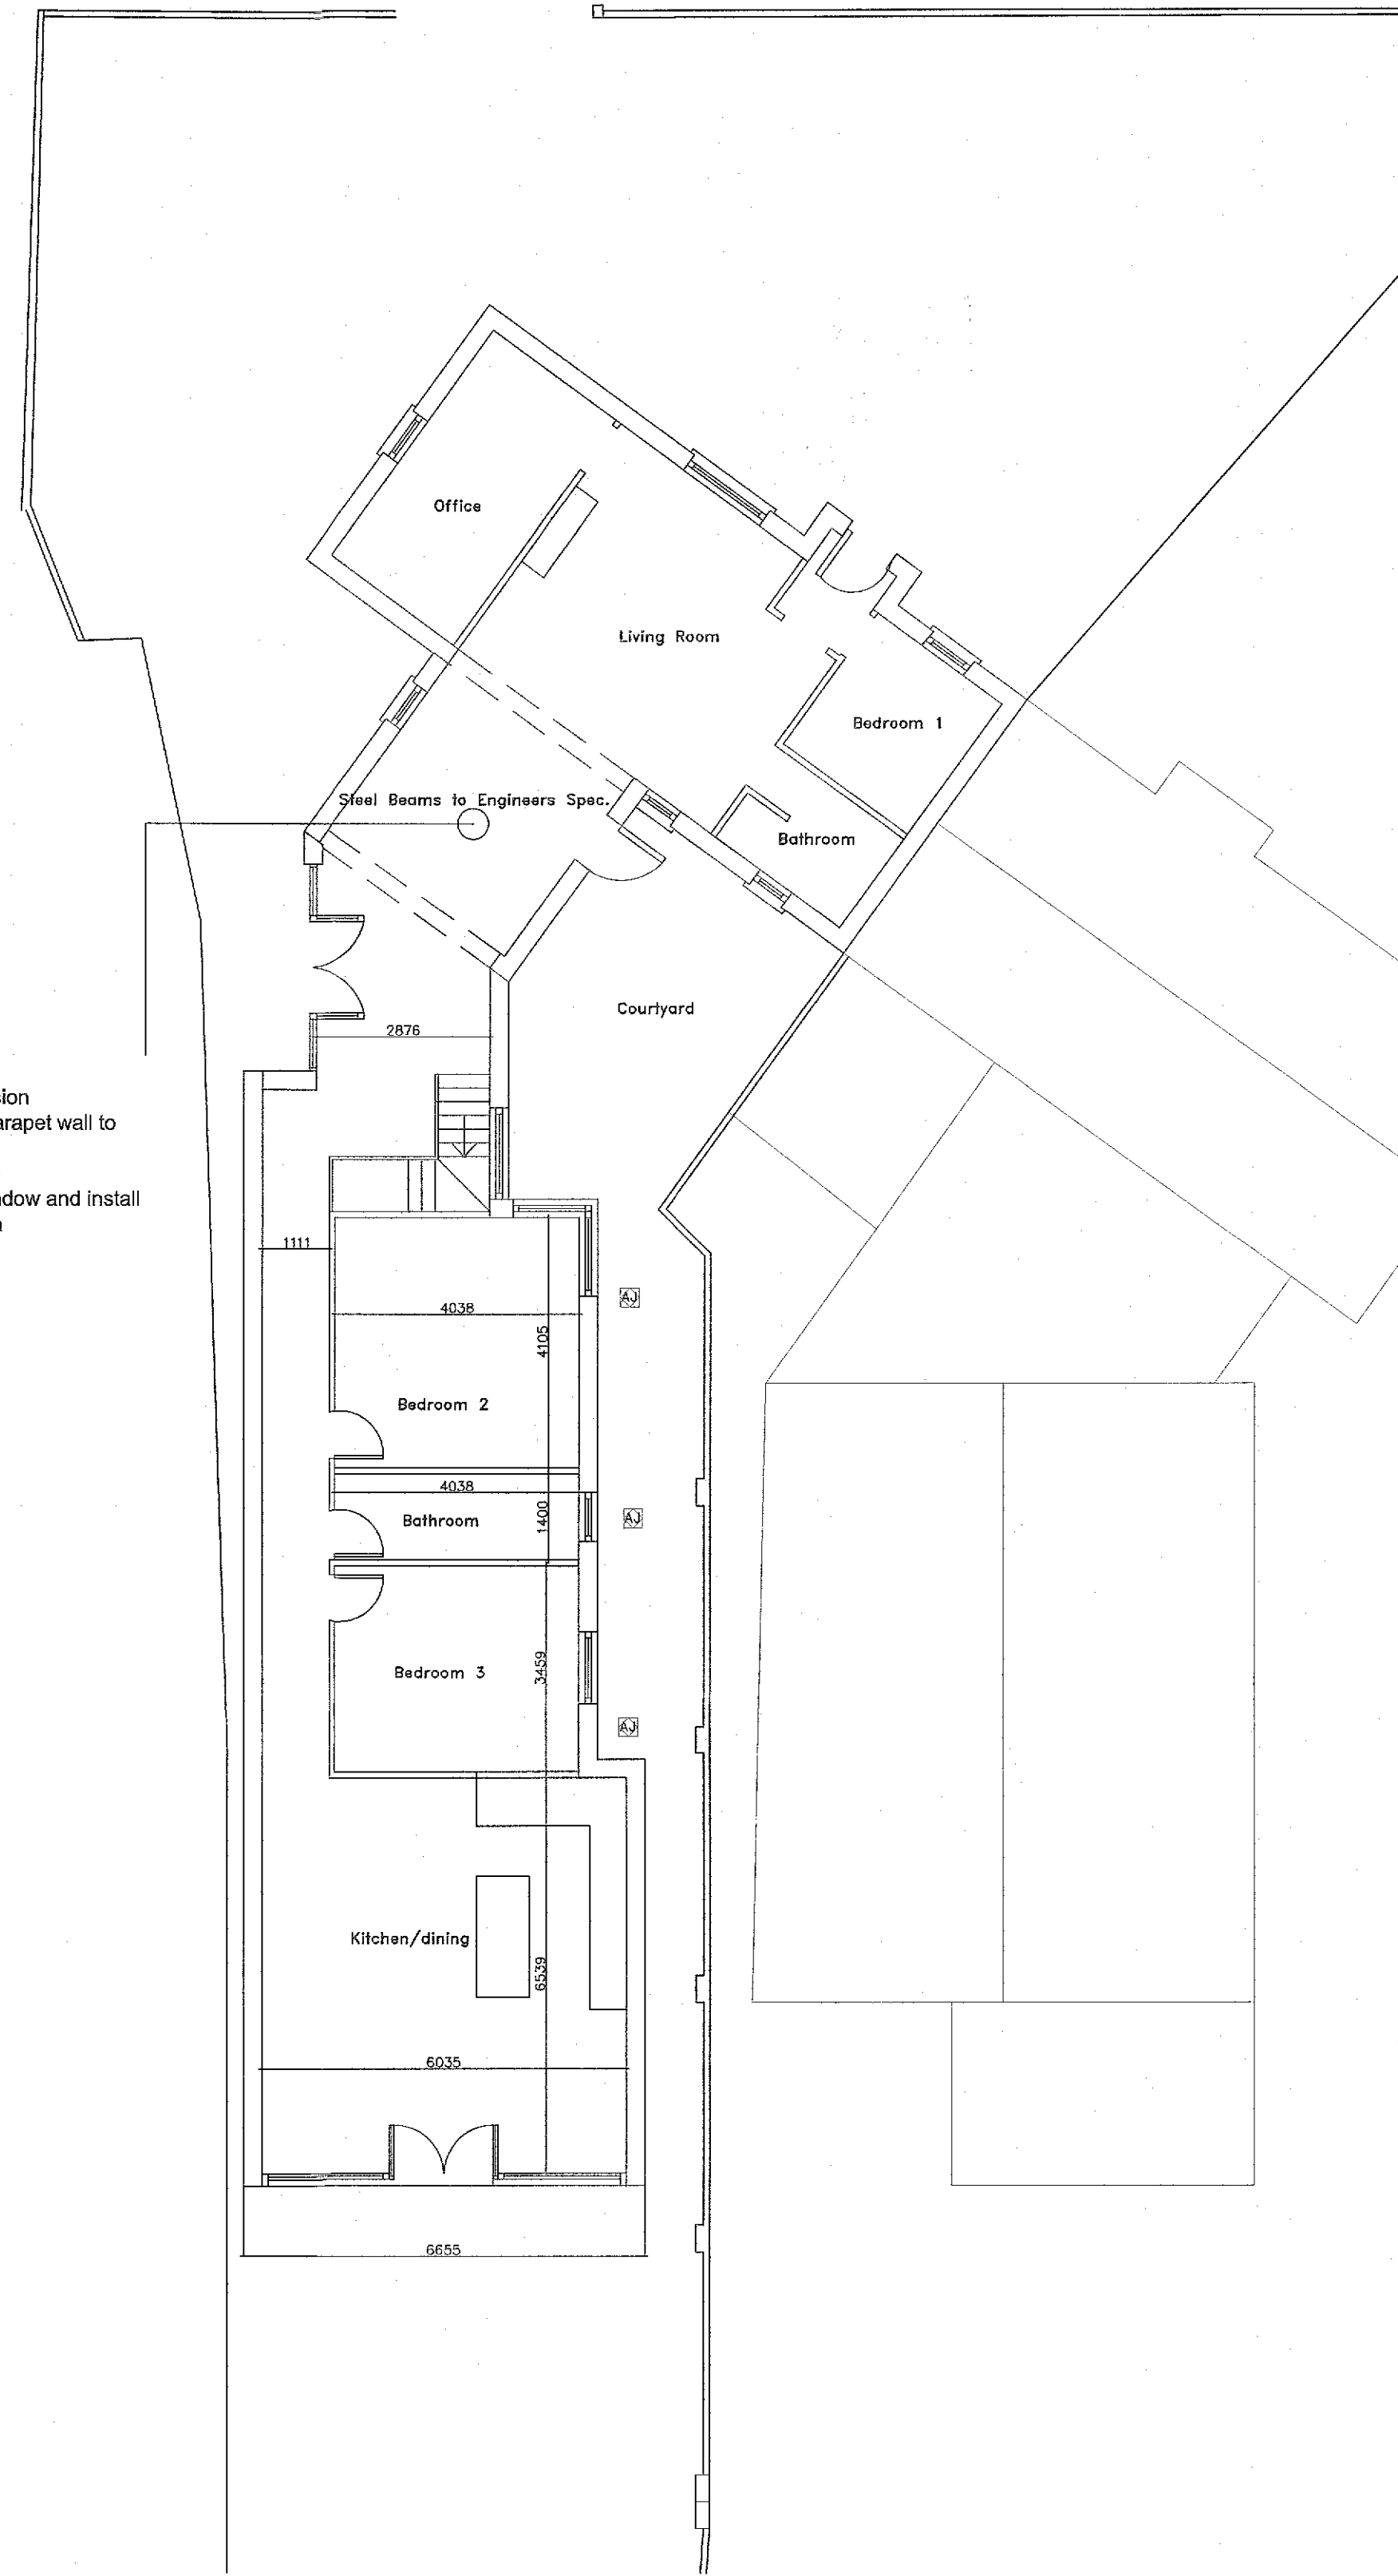 Office
Living Room
Bedroom 1
Steel Beams to Engineers Spec.
Bathroom
Courtyard
2876
arapet wall to
ndow and install
1111
AJ
4038
4105
Bedroom 2
4038
Bathroom
1400
AJ
Bedroom 3
3459
AJ
Kitchen/dining
6539
6035
6655